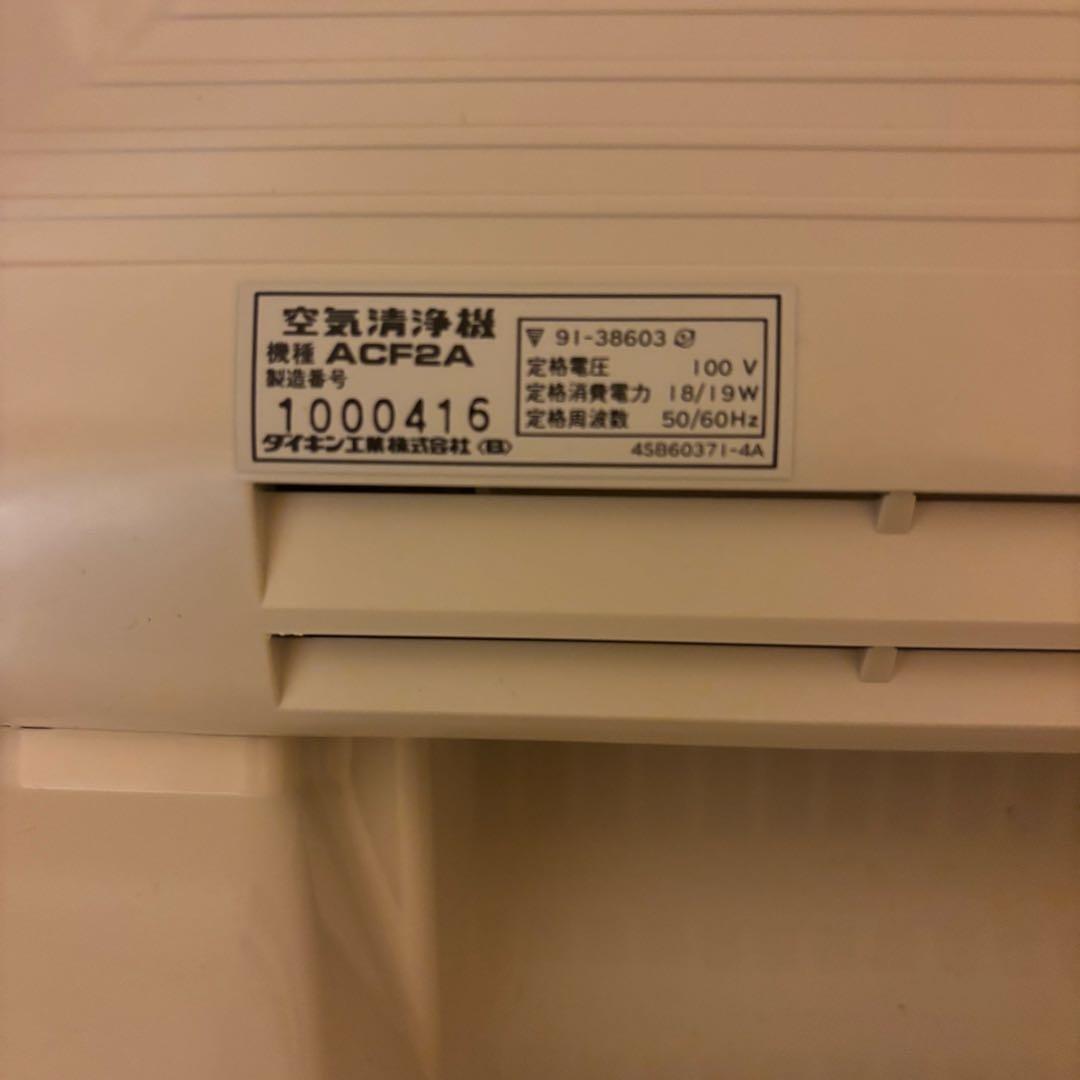 空気清浄機
機種 ACF2A
製造番号
1000416
ダイキン工業株式会社〈B〉
▽ 91-38603
定格電圧 100 V
定格消費電力 18/19W
定格周波数 50/60Hz
4SB60371-4A